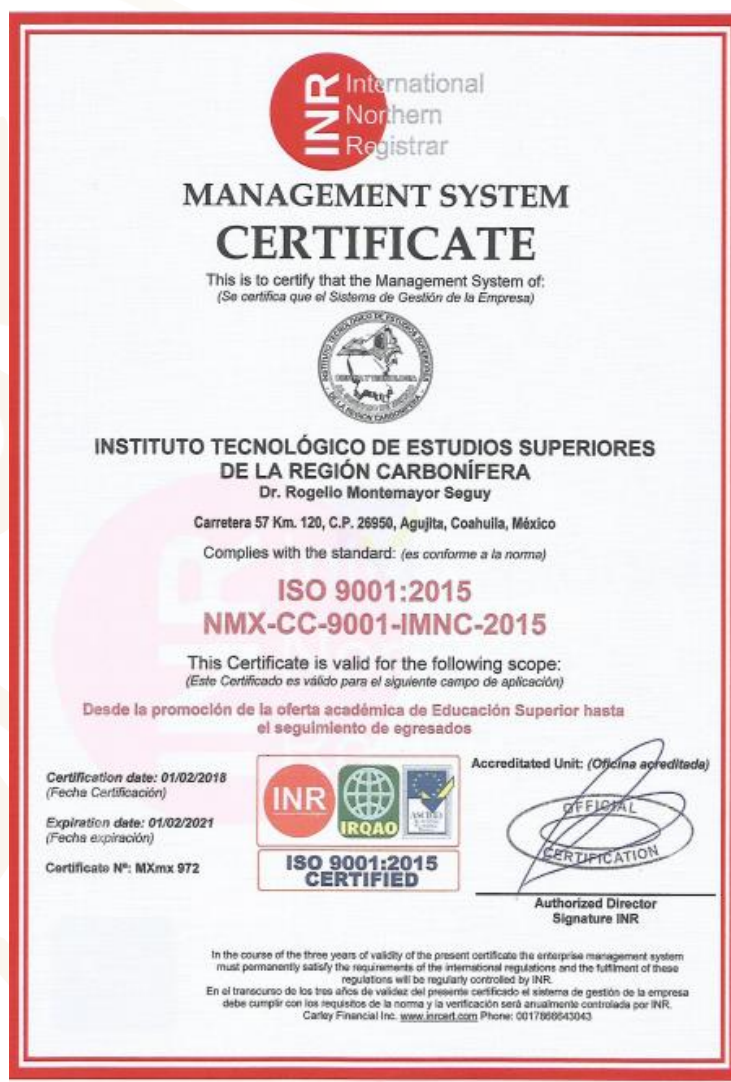 INR
International
Northern
Registrar
MANAGEMENT SYSTEM
CERTIFICATE
This is to certify that the Management System of:
(Se certifica que el Sistema de Gestión de la Empresa)
INSTITUTO TECNOLÓGICO DE ESTUDIOS SUPERIORES
DE LA REGIÓN CARBONÍFERA
INSTITUTO TECNOLÓGICO DE ESTUDIOS SUPERIORES
DE LA REGIÓN CARBONÍFERA
Dr. Rogelio Montemayor Seguy
Carretera 57 Km. 120, C.P. 26950, Agujita, Coahuila, México
Complies with the standard: (es conforme a la norma)
ISO 9001:2015
NMX-CC-9001-IMNC-2015
This Certificate is valid for the following scope:
(Este Certificado es válido para el siguiente campo de aplicación)
Desde la promoción de la oferta académica de Educación Superior hasta
el seguimiento de egresados
Certification date: 01/02/2018
(Fecha Certificación)
Expiration date: 01/02/2021
(Fecha expiración)
Certificate Nº: MXmx 972
INR
IRQAO
ISO 9001:2015
CERTIFIED
Accreditated Unit: (Oficina acreditada)
OFFICIAL
CERTIFICATION
Authorized Director
Signature INR
In the course of the three years of validity of the present certificate the enterprise management system
must permanently satisfy the requirements of the international regulations and the fulfilment of these
regulations will be regularly controlled by INR.
En el transcurso de los tres años de validez del presente certificado el sistema de gestión de la empresa
debe cumplir con los requisitos de la norma y la verificación será anualmente controlada por INR.
Carley Financial Inc. www.inrcert.com Phone: 0017866643043